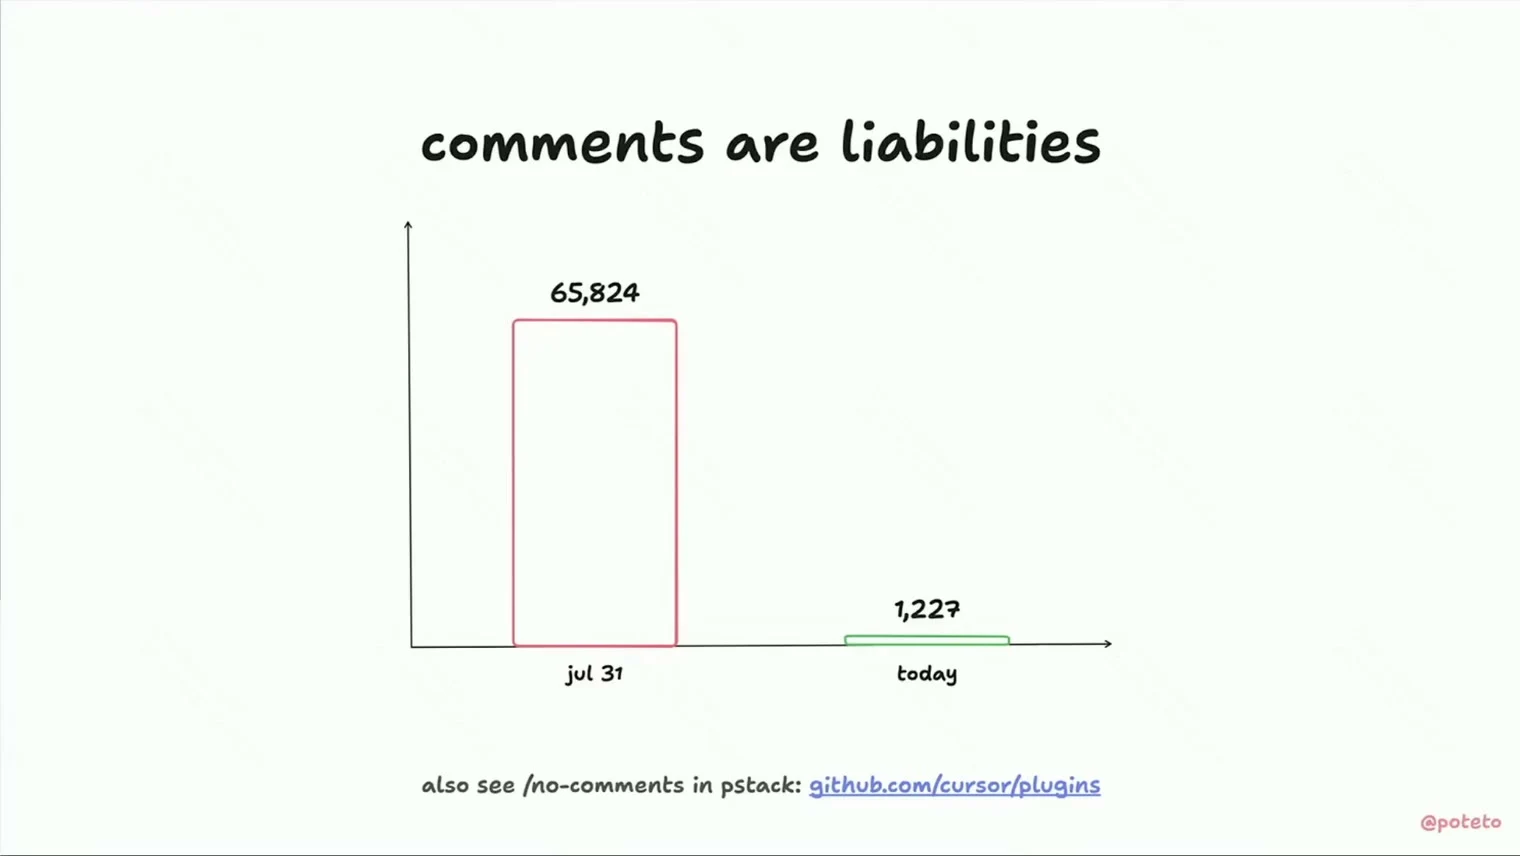 comments are liabilities
65,824
1,227
jul 31
today
also see /no-comments in pstack: github.com/cursor/plugins
@poteto